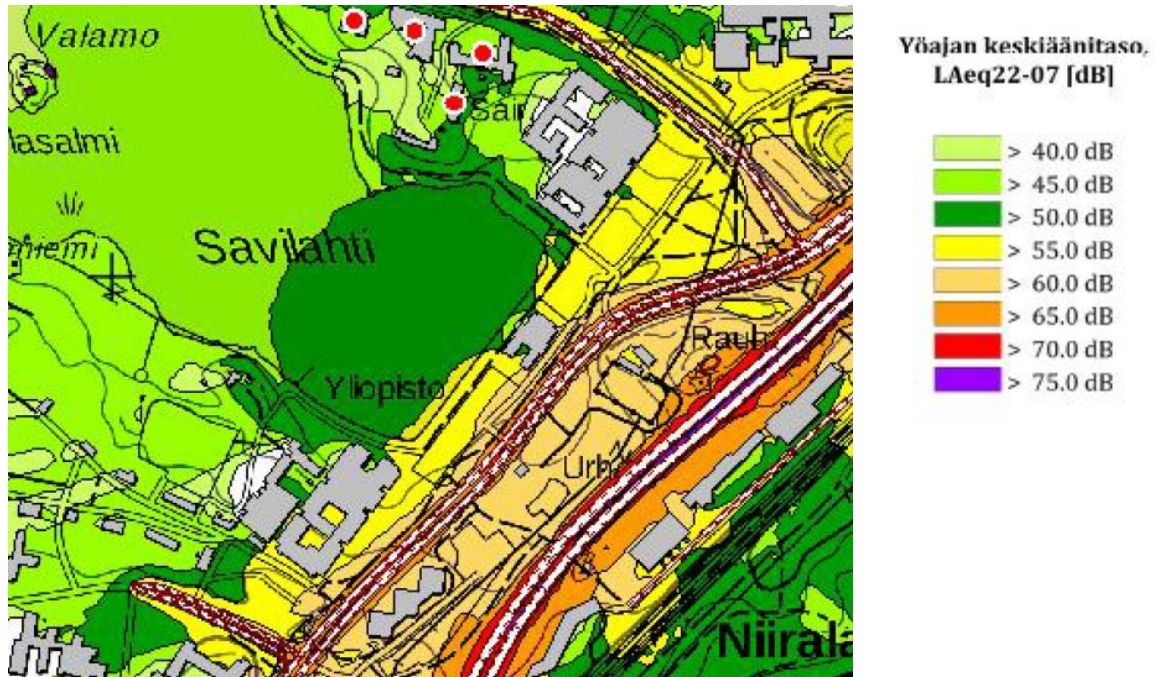 Valamo
Yöajan keskiäänitaso,
LAeq22-07 [dB]
Sair
lasalmi
> 40.0 dB
> 45.0 dB
> 50.0 dB
> 55.0 dB
> 60.0 dB
> 65.0 dB
> 70.0 dB
> 75.0 dB
Savilahti
niemi
Rauh
Yliopisto
Urh
Niirala